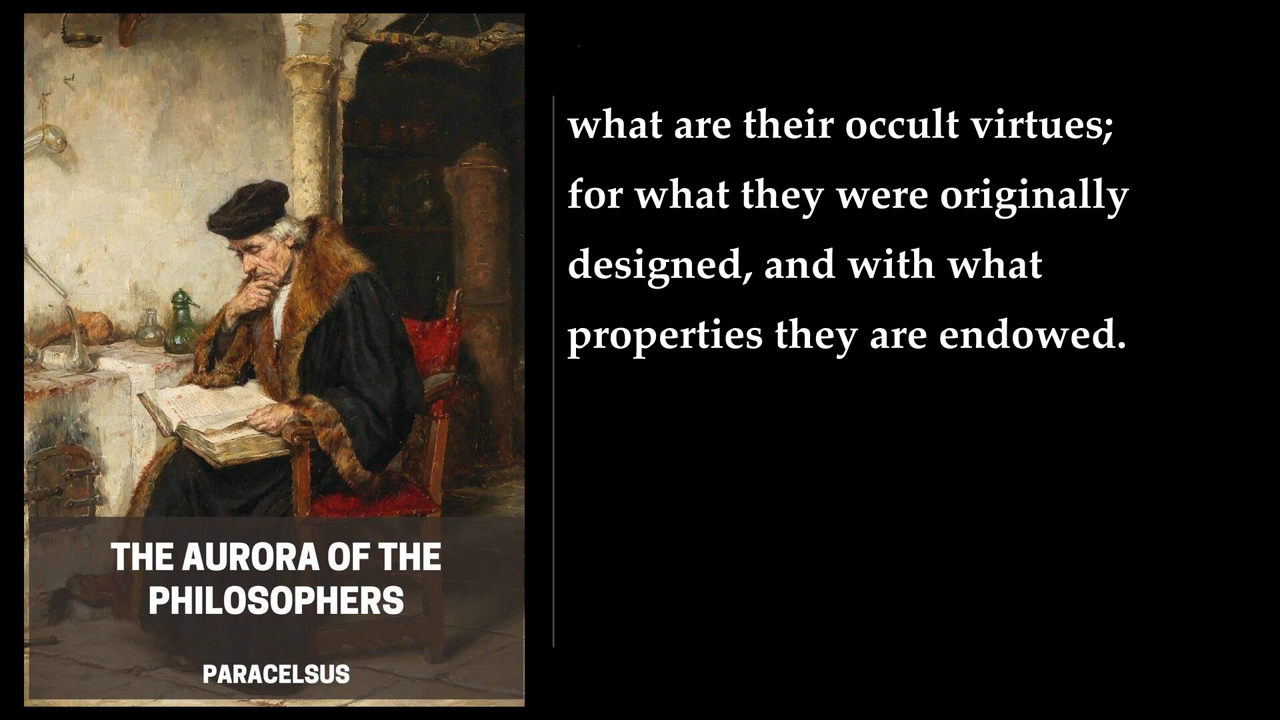 what are their occult virtues;
for what they were originally
designed, and with what
properties they are endowed.
THE AURORA OF THE
PHILOSOPHERS
PARACELSUS